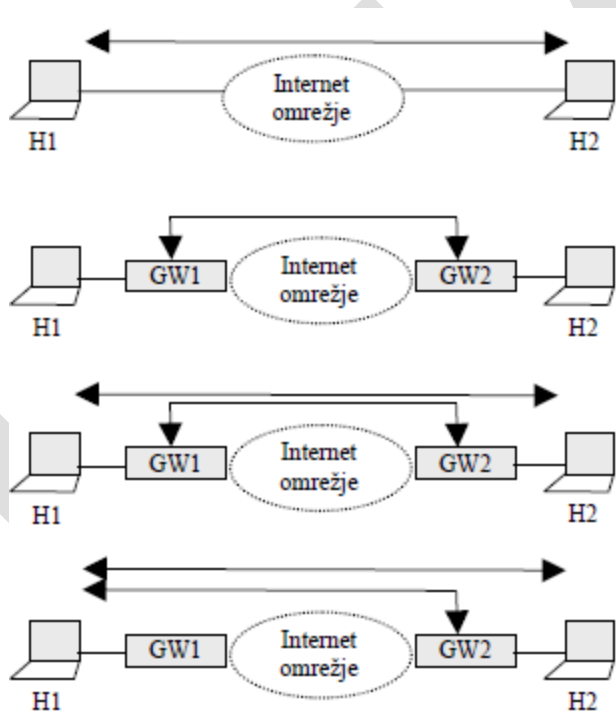 Internet
omrežje
H1
H2
GW1
Internet
omrežje
GW2
H1
H2
GW1
Internet
omrežje
GW2
H1
H2
GW1
Internet
omrežje
GW2
H1
H2